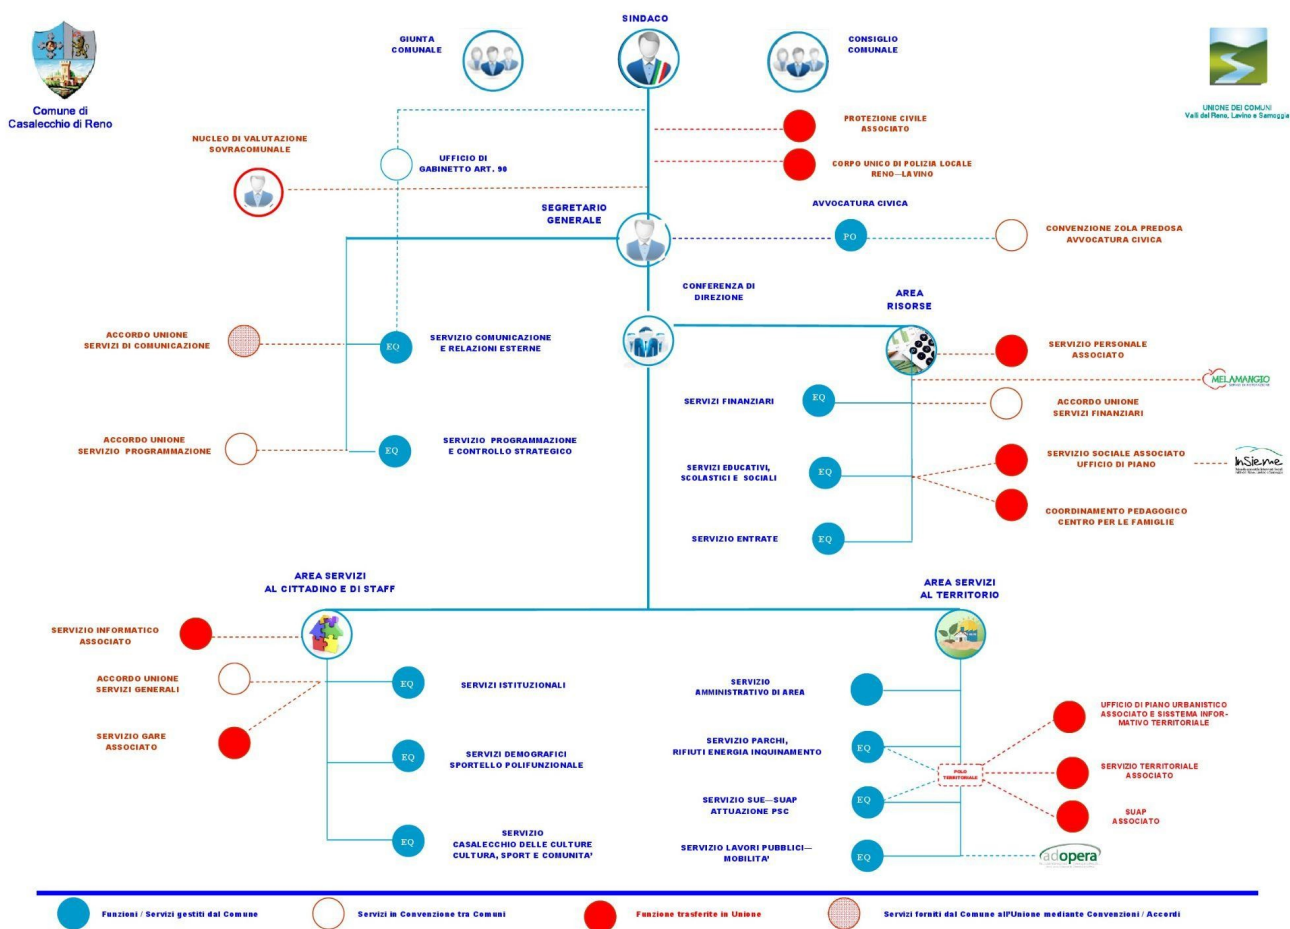 SINDACO
GIUNTA
COMUNALE
CONSIGLIO
COMUNALE
Comune di
Casalecchio di Reno
UNIONE DEI COMUNI
Valli del Reno, Lavino e Samoggia
PROTEZIONE CIVILE
ASSOCIATO
NUCLEO DI VALUTAZIONE
SOVRACOMUNALE
UFFICIO DI
GABINETTO ART. 90
CORPO UNICO DI POLIZIA LOCALE
RENO—LAVINO
SEGRETARIO
GENERALE
AVVOCATURA CIVICA
PO
CONVENZIONE ZOLA PREDOSA
AVVOCATURA CIVICA
CONFERENZA DI
DIREZIONE
AREA
RISORSE
ACCORDO UNIONE
SERVIZI DI COMUNICAZIONE
EQ
SERVIZIO COMUNICAZIONE
E RELAZIONI ESTERNE
SERVIZIO PERSONALE
ASSOCIATO
MELAMANGIO
SERVIZI FINANZIARI
EQ
ACCORDO UNIONE
SERVIZI FINANZIARI
ACCORDO UNIONE
SERVIZIO PROGRAMMAZIONE
EQ
SERVIZIO PROGRAMMAZIONE
E CONTROLLO STRATEGICO
SERVIZI EDUCATIVI,
SCOLASTICI E SOCIALI
EQ
SERVIZIO SOCIALE ASSOCIATO
UFFICIO DI PIANO
InSieme
COORDINAMENTO PEDAGOGICO
CENTRO PER LE FAMIGLIE
SERVIZIO ENTRATE
EQ
AREA SERVIZI
AL CITTADINO E DI STAFF
AREA SERVIZI
AL TERRITORIO
SERVIZIO INFORMATICO
ASSOCIATO
ACCORDO UNIONE
SERVIZI GENERALI
EQ
SERVIZI ISTITUZIONALI
SERVIZIO
AMMINISTRATIVO DI AREA
SERVIZIO GARE
ASSOCIATO
EQ
SERVIZI DEMOGRAFICI
SPORTELLO POLIFUNZIONALE
SERVIZIO PARCHI,
RIFIUTI ENERGIA INQUINAMENTO
EQ
UFFICIO DI PIANO URBANISTICO
ASSOCIATO E SISSTEMA INFOR-
MATIVO TERRITORIALE
POLO
TERRITORIALE
SERVIZIO TERRITORIALE
ASSOCIATO
SERVIZIO SUE—SUAP
ATTUAZIONE PSC
EQ
SUAP
ASSOCIATO
EQ
SERVIZIO
CASALECCHIO DELLE CULTURE
CULTURA, SPORT E COMUNITA'
SERVIZIO LAVORI PUBBLICI—
MOBILITA'
EQ
adopera
Funzioni / Servizi gestiti dal Comune
Servizi in Convenzione tra Comuni
Funzione trasferite in Unione
Servizi forniti dal Comune all'Unione mediante Convenzioni / Accordi